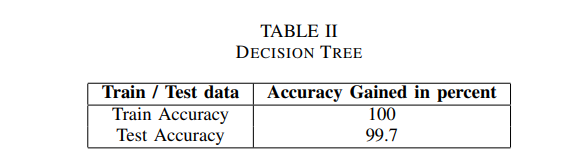 TABLE II
DECISION TREE
Train / Test data Accuracy Gained in percent
Train Accuracy 100
Test Accuracy 99.7